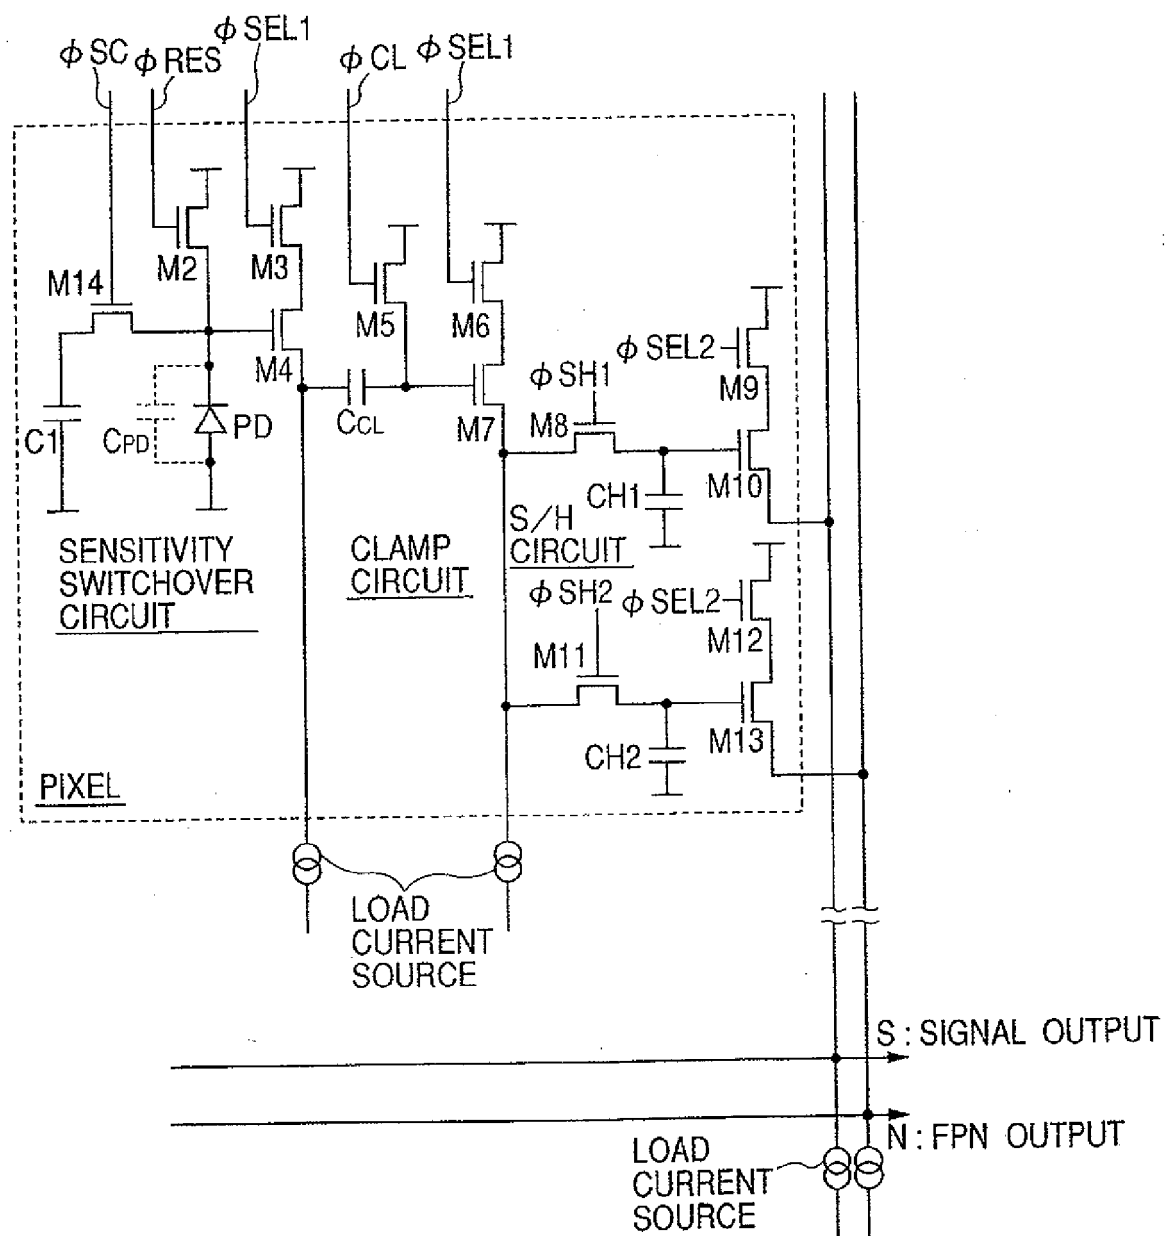 ϕSC
ϕRES
ϕSEL1
ϕCL
ϕSEL1
M14
M2
M3
M4
M5
M6
M7
ϕSH1
M8
ϕSEL2
M9
M10
C1
CPD
PD
CCL
CH1
S/H
CIRCUIT
SENSITIVITY
SWITCHOVER
CIRCUIT
CLAMP
CIRCUIT
ϕSH2
ϕSEL2
M12
M11
M13
CH2
PIXEL
LOAD
CURRENT
SOURCE
S : SIGNAL OUTPUT
N : FPN OUTPUT
LOAD
CURRENT
SOURCE